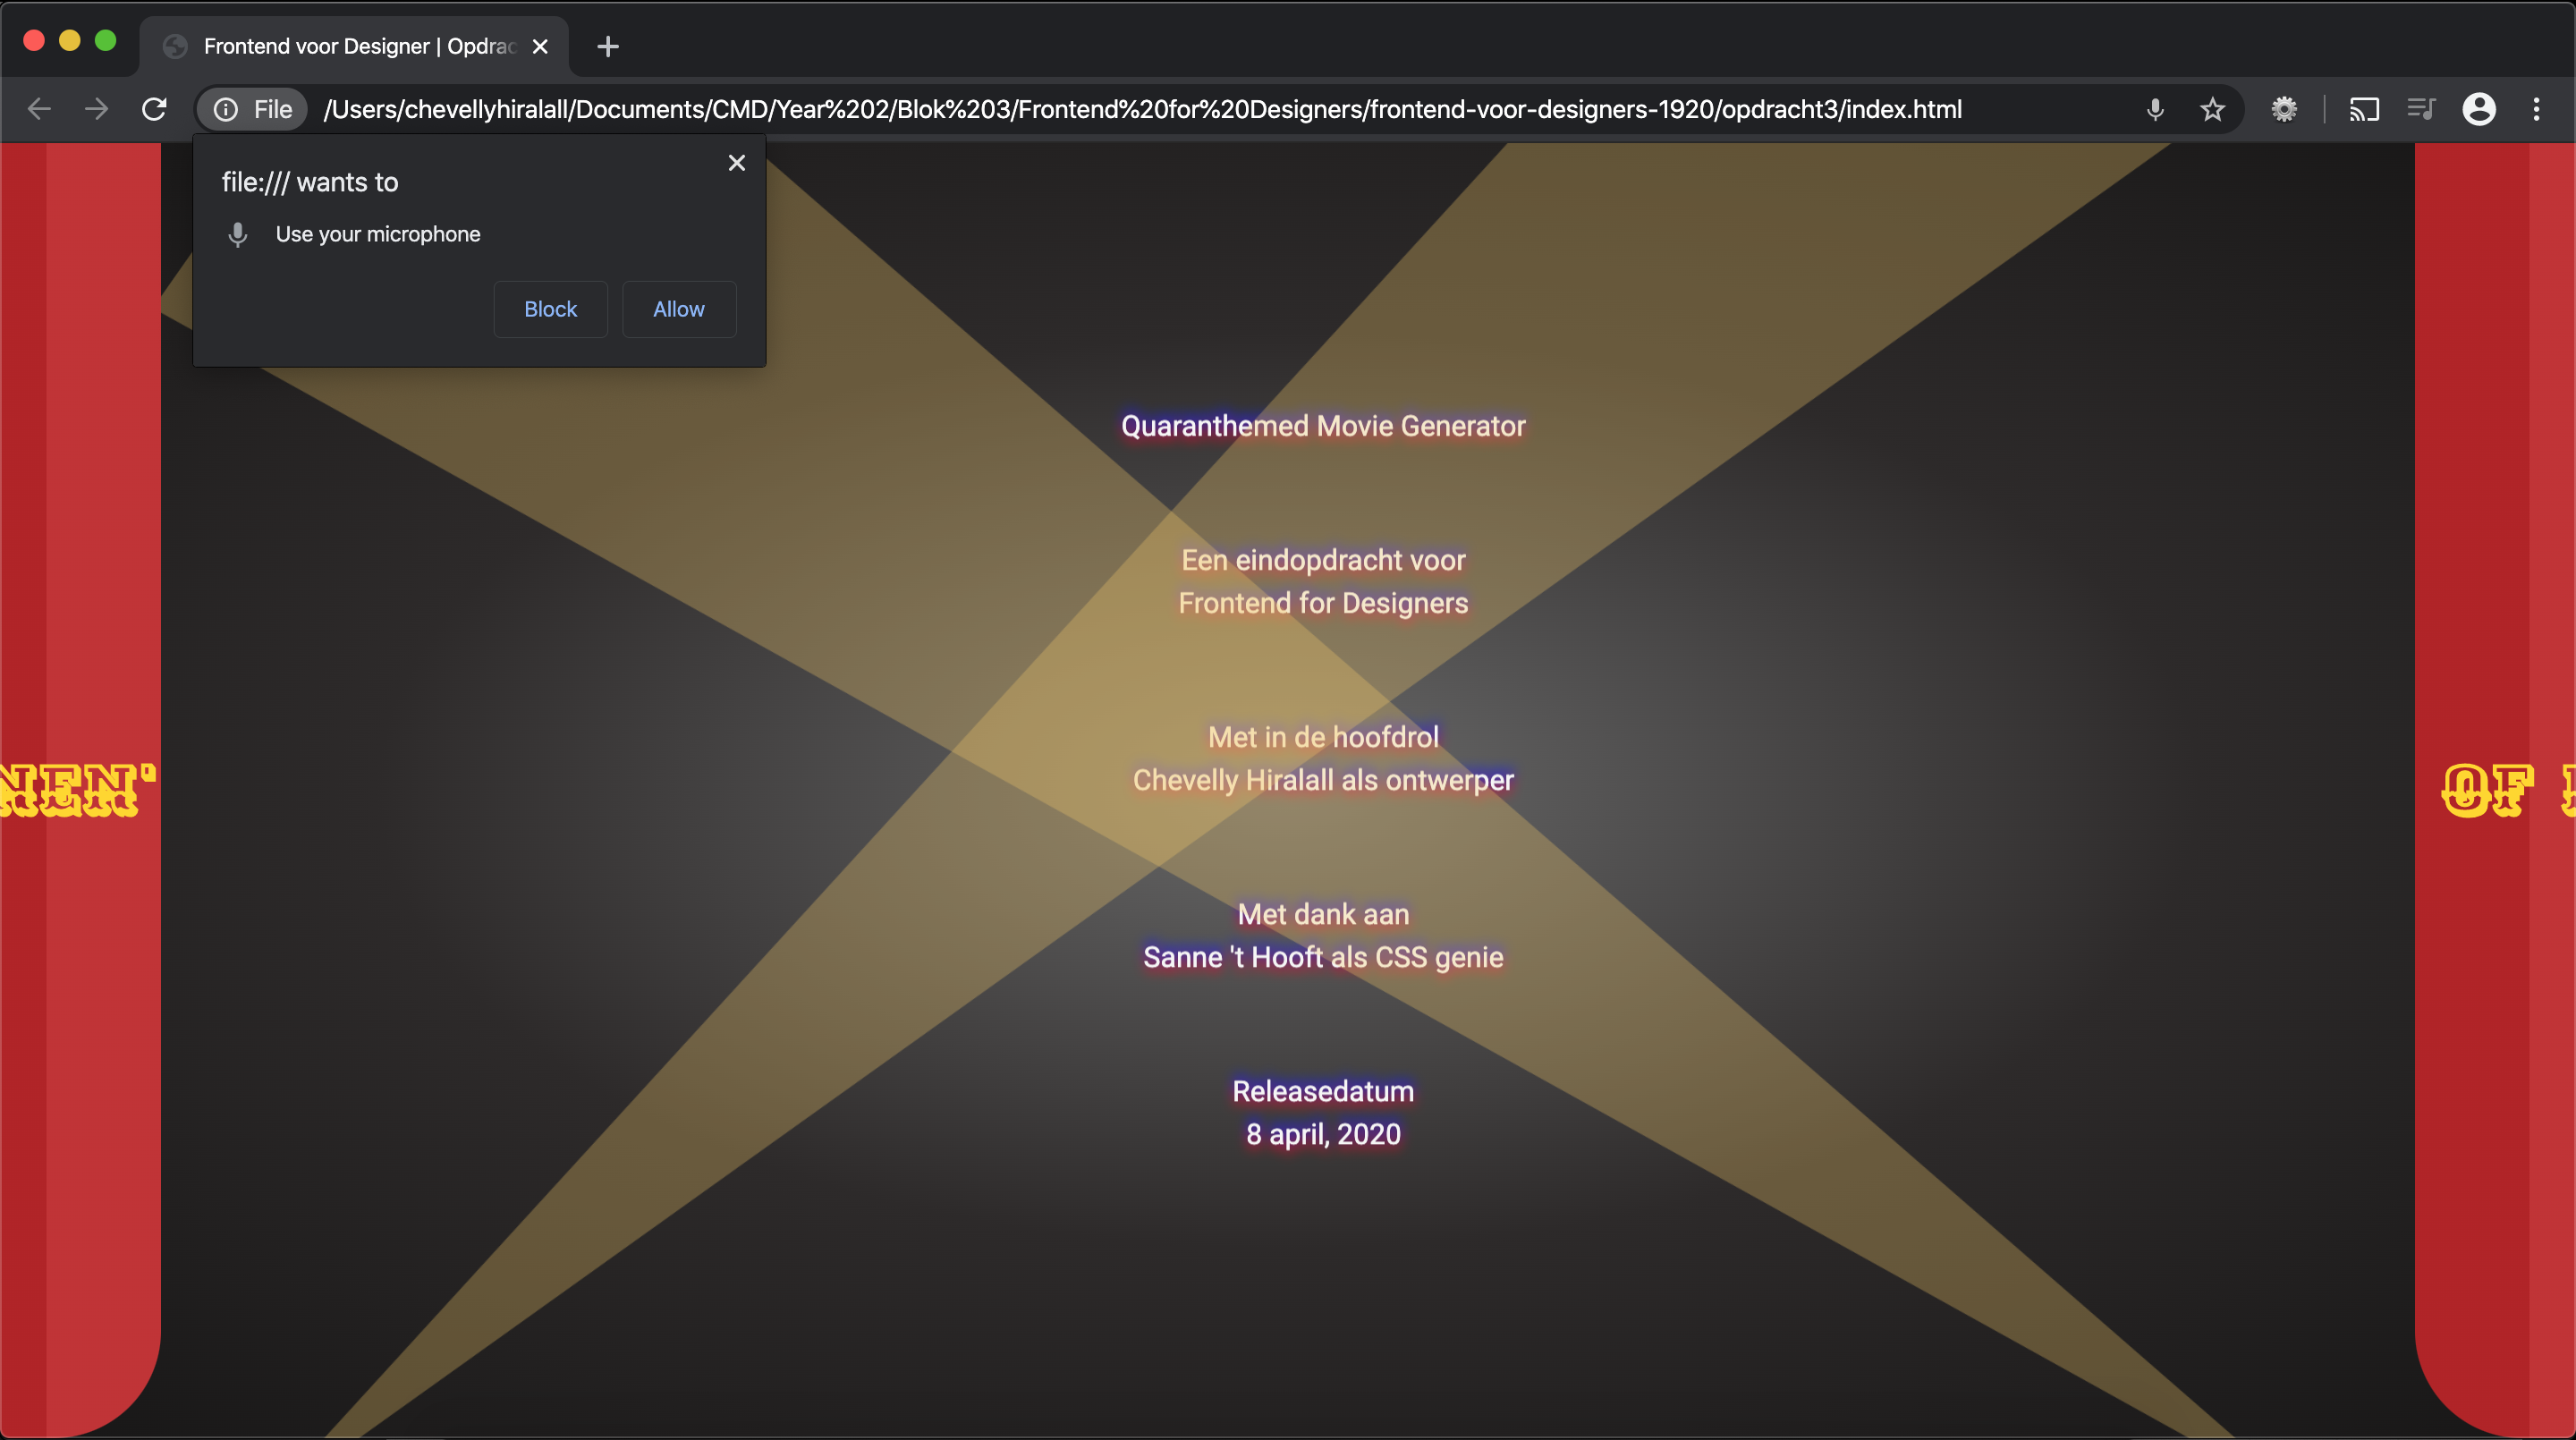 Frontend voor Designer | Opdrac
File /Users/chevellyhiralall/Documents/CMD/Year%202/Blok%203/Frontend%20for%20Designers/frontend-voor-designers-1920/opdracht3/index.html
file:/// wants to
Use your microphone
Block Allow
Quaranthemed Movie Generator
Een eindopdracht voor
Frontend for Designers
Met in de hoofdrol
Chevelly Hiralall als ontwerper
NEN' OF
Met dank aan
Sanne 't Hooft als CSS genie
Releasedatum
8 april, 2020